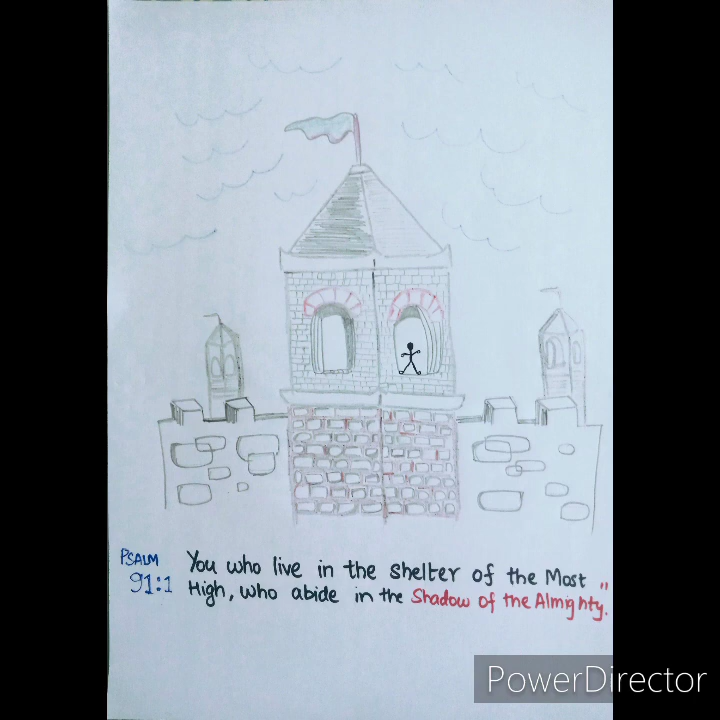 PSALM
91:1
You who live in the shelter of the Most
High, who abide in the Shadow of the Almighty."
PowerDirector